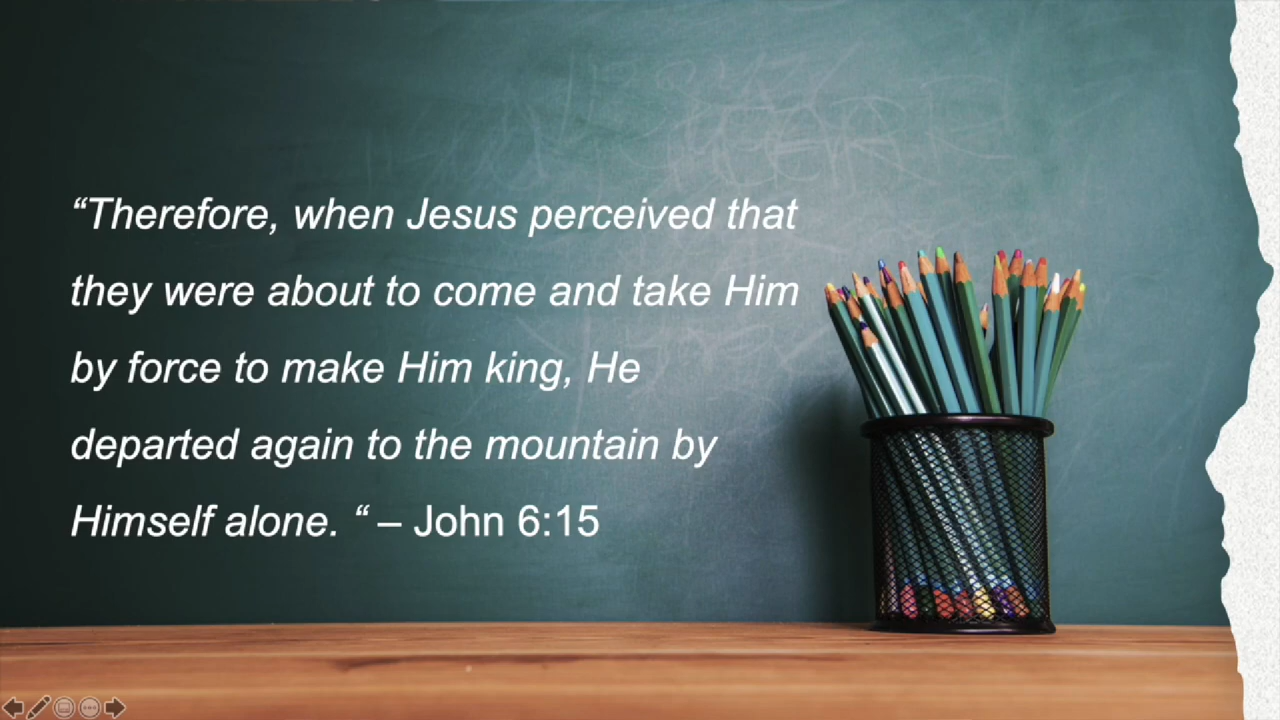 “Therefore, when Jesus perceived that
they were about to come and take Him
by force to make Him king, He
departed again to the mountain by
Himself alone. “ – John 6:15